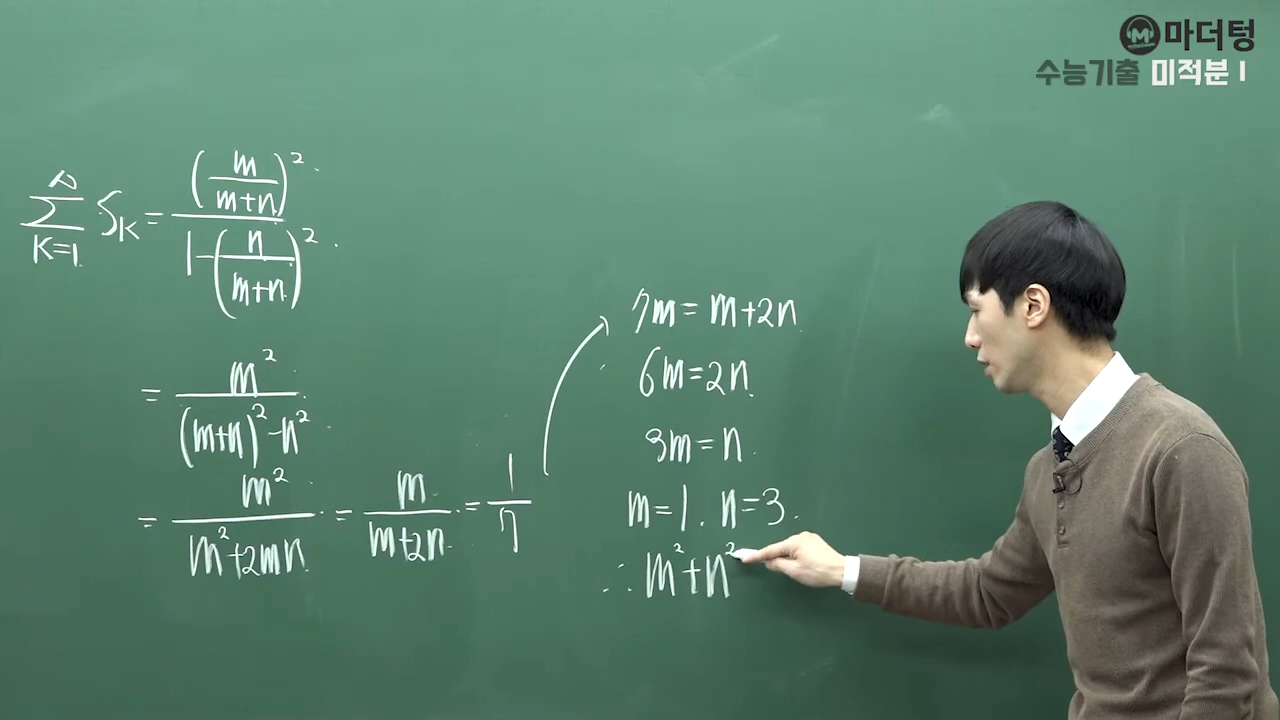 마더텅
수능기출 미적분 I
∑_{K=1}^{∞} S_K = (m/(m+n))² / (1-(n/(m+n))²)
= m² / ((m+n)²-n²)
= m² / (m²+2mn) = m / (m+2n) = 1/7
7m=m+2n
6m=2n
3m=n
m=1. n=3.
∴ m²+n²